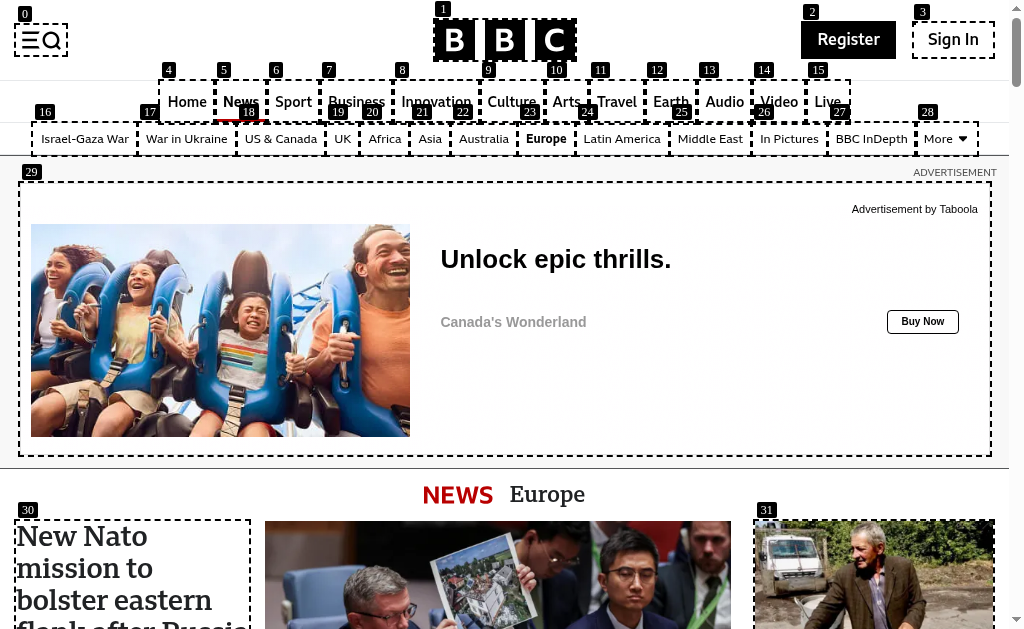 0
1
2
3
BBC
Register
Sign In
4
5
6
7
8
9
10
11
12
13
14
15
Home
News
Sport
Business
Innovation
Culture
Arts
Travel
Earth
Audio
Video
Live
16
17
18
19
20
21
22
23
24
25
26
27
28
Israel-Gaza War
War in Ukraine
US & Canada
UK
Africa
Asia
Australia
Europe
Latin America
Middle East
In Pictures
BBC InDepth
More
29
ADVERTISEMENT
Advertisement by Taboola
Unlock epic thrills.
Canada's Wonderland
Buy Now
NEWS Europe
30
31
New Nato
mission to
bolster eastern
flank after Russia